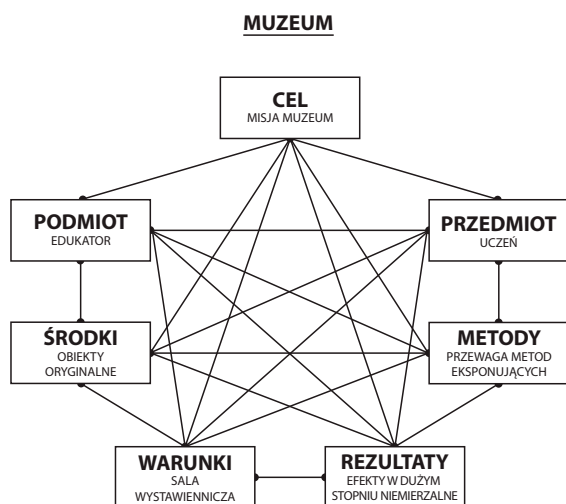 MUZEUM
CEL
MISJA MUZEUM
PODMIOT
EDUKATOR
PRZEDMIOT
UCZEŃ
ŚRODKI
OBIEKTY
ORYGINALNE
METODY
PRZEWAGA METOD
EKSPONUJĄCYCH
WARUNKI
SALA
WYSTAWIENNICZA
REZULTATY
EFEKTY W DUŻYM
STOPNIU NIEMIERZALNE